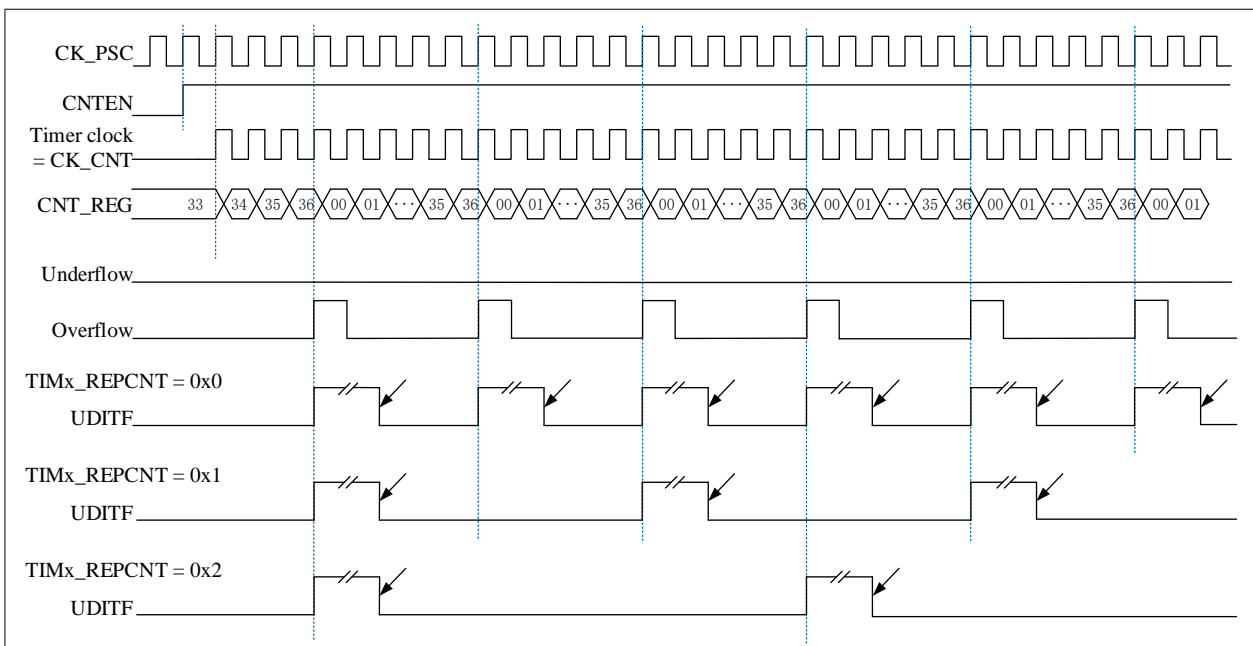 CK_PSC
CNTEN
Timer clock
= CK_CNT
CNT_REG 33 34 35 36 00 01 ··· 35 36 00 01 ··· 35 36 00 01 ··· 35 36 00 01 ··· 35 36 00 01 ··· 35 36 00 01
Underflow
Overflow
TIMx_REPCNT = 0x0
UDITF
TIMx_REPCNT = 0x1
UDITF
TIMx_REPCNT = 0x2
UDITF